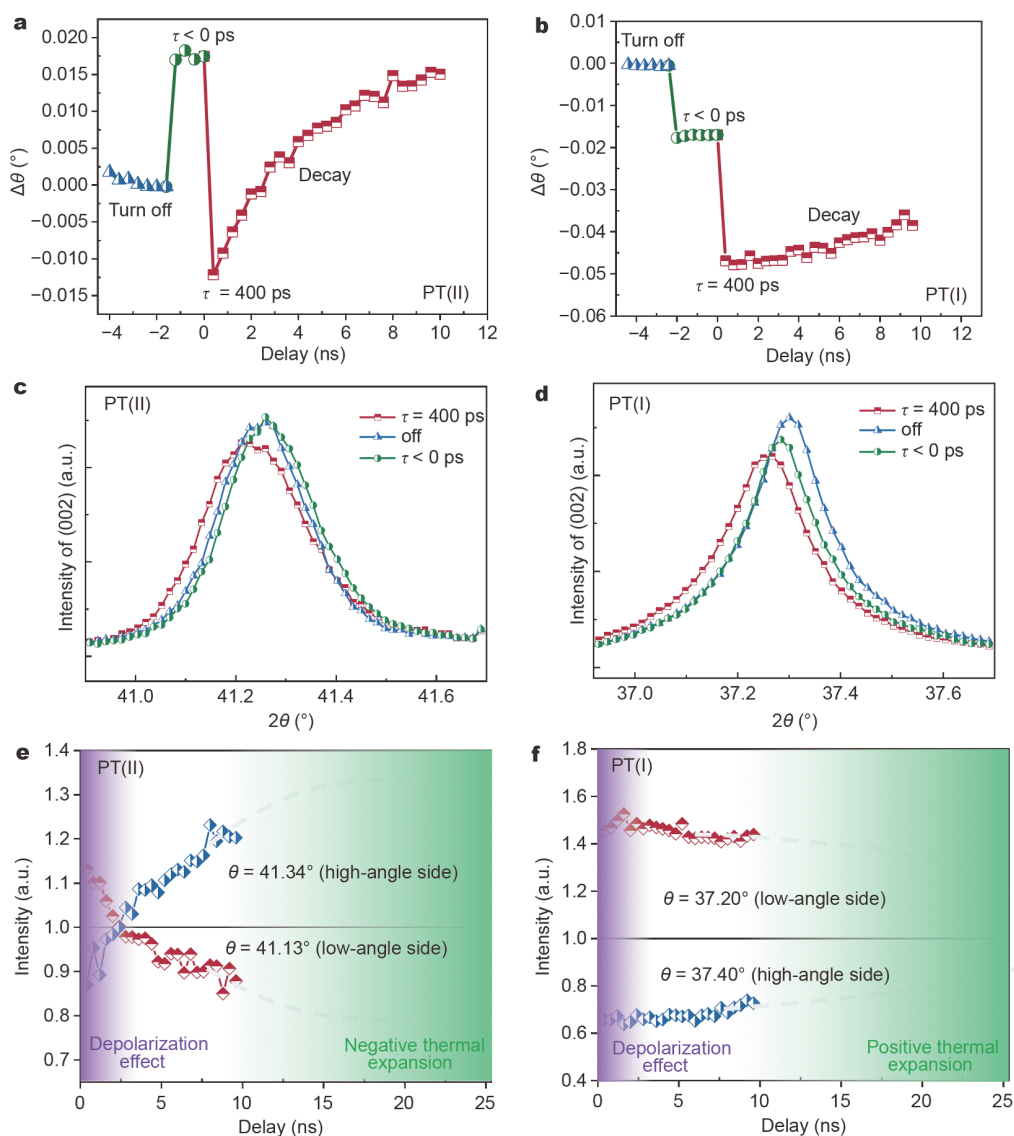 a
τ < 0 ps
0.020
0.015
0.010
0.005
0.000
−0.005
−0.010
−0.015
Δθ (°)
Turn off
Decay
τ = 400 ps
PT(II)
−4 −2 0 2 4 6 8 10 12
Delay (ns)
b
Turn off
0.00
−0.01
−0.02
−0.03
−0.04
−0.05
−0.06
Δθ (°)
τ < 0 ps
Decay
τ = 400 ps
PT(I)
−4 −2 0 2 4 6 8 10 12
Delay (ns)
c
PT(II)
τ = 400 ps
off
τ < 0 ps
Intensity of (002) (a.u.)
41.0 41.2 41.4 41.6
2θ (°)
d
PT(I)
τ = 400 ps
off
τ < 0 ps
Intensity of (002) (a.u.)
37.0 37.2 37.4 37.6
2θ (°)
e
PT(II)
1.4
1.3
1.2
1.1
1.0
0.9
0.8
0.7
Intensity (a.u.)
θ = 41.34° (high-angle side)
θ = 41.13° (low-angle side)
Depolarization
effect
Negative thermal
expansion
0 5 10 15 20 25
Delay (ns)
f
PT(I)
1.8
1.6
1.4
1.2
1.0
0.8
0.6
0.4
Intensity (a.u.)
θ = 37.20° (low-angle side)
θ = 37.40° (high-angle side)
Depolarization
effect
Positive thermal
expansion
0 5 10 15 20 25
Delay (ns)